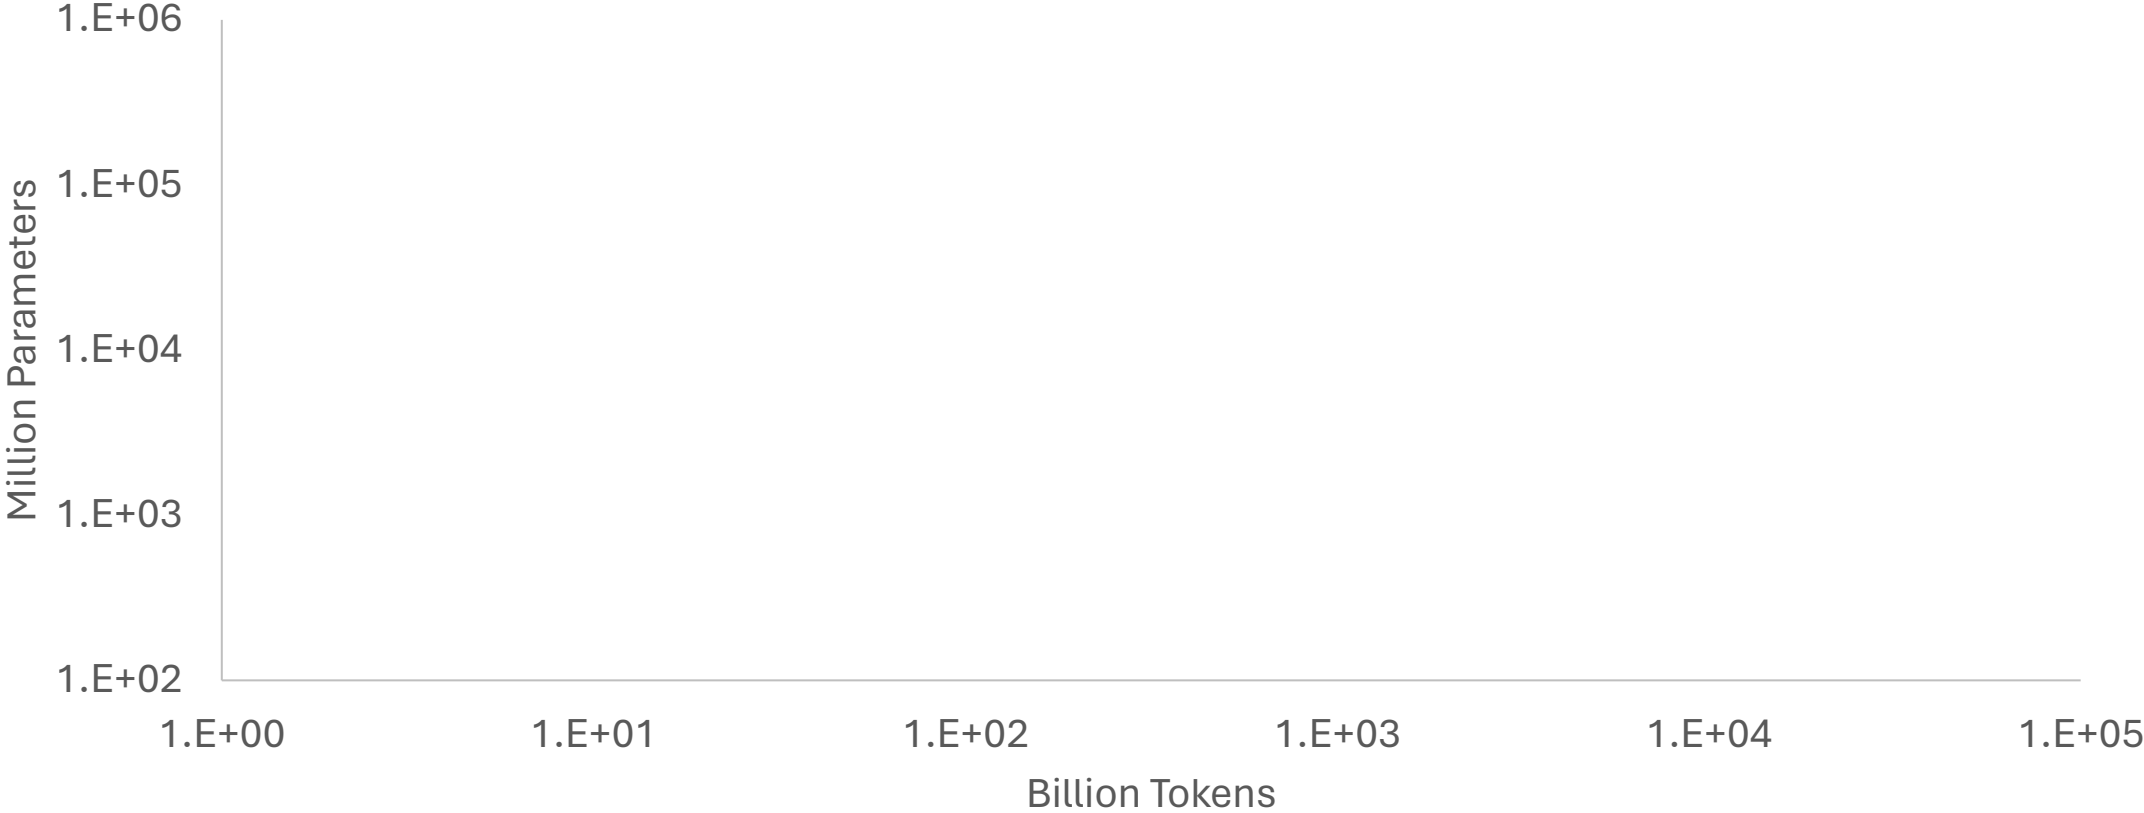 1.E+06
1.E+05
1.E+04
1.E+03
1.E+02
Million Parameters
1.E+00 1.E+01 1.E+02 1.E+03 1.E+04 1.E+05
Billion Tokens